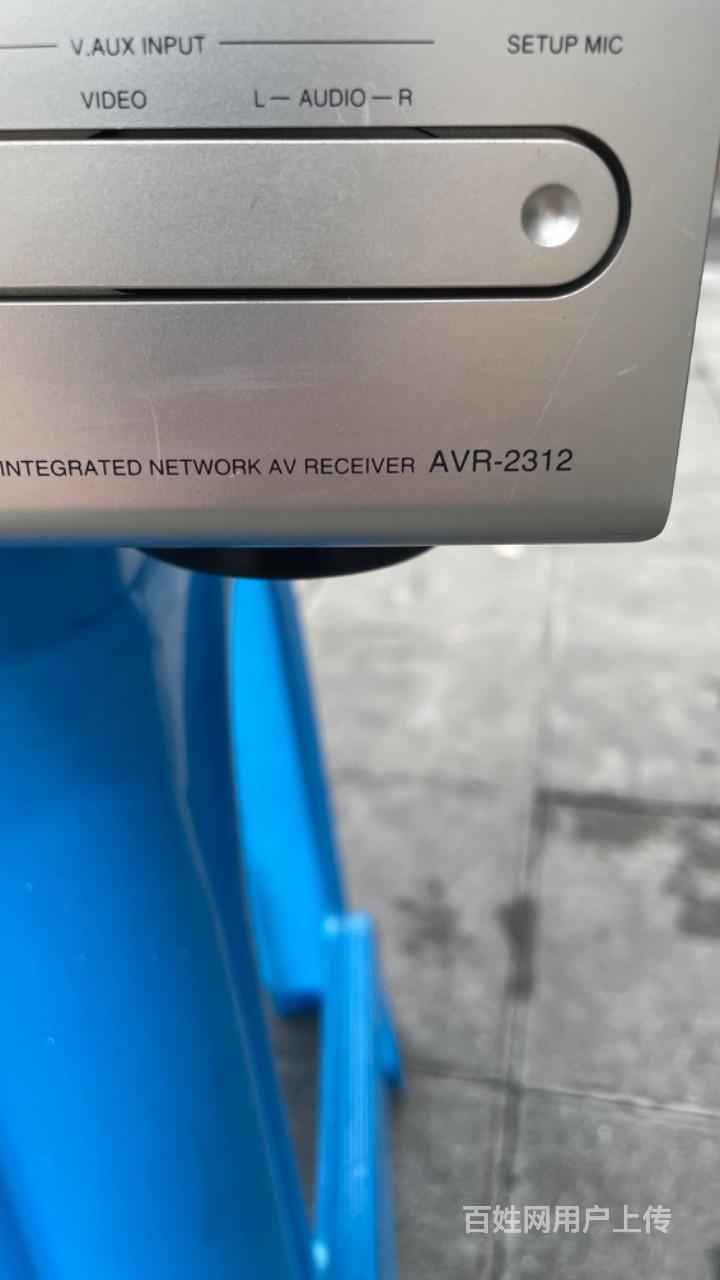 V.AUX INPUT SETUP MIC
VIDEO L — AUDIO — R
INTEGRATED NETWORK AV RECEIVER AVR-2312
百姓网用户上传